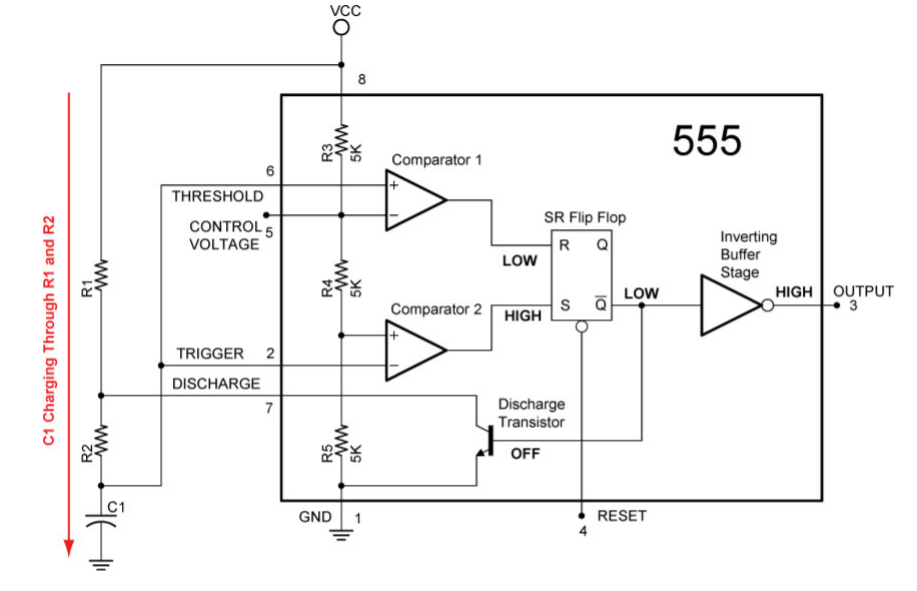 VCC
8
555
R3
5K
Comparator 1
6
+
THRESHOLD
−
CONTROL
VOLTAGE
5
SR Flip Flop
R
Q
LOW
Inverting
Buffer
Stage
C1 Charging Through R1 and R2
R1
R4
5K
HIGH
OUTPUT
3
LOW
Comparator 2
S
Q̅
HIGH
+
TRIGGER
2
−
DISCHARGE
7
Discharge
Transistor
R2
R5
5K
OFF
C1
GND
1
RESET
4